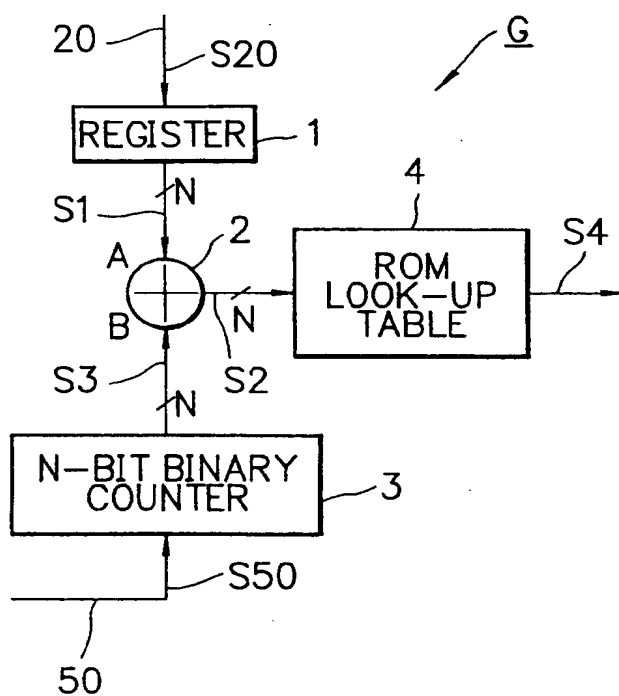 20
S20
G
REGISTER
1
N
S1
4
A
2
S4
B
ROM
LOOK-UP
TABLE
N
S3
S2
N
N-BIT BINARY
COUNTER
3
S50
50